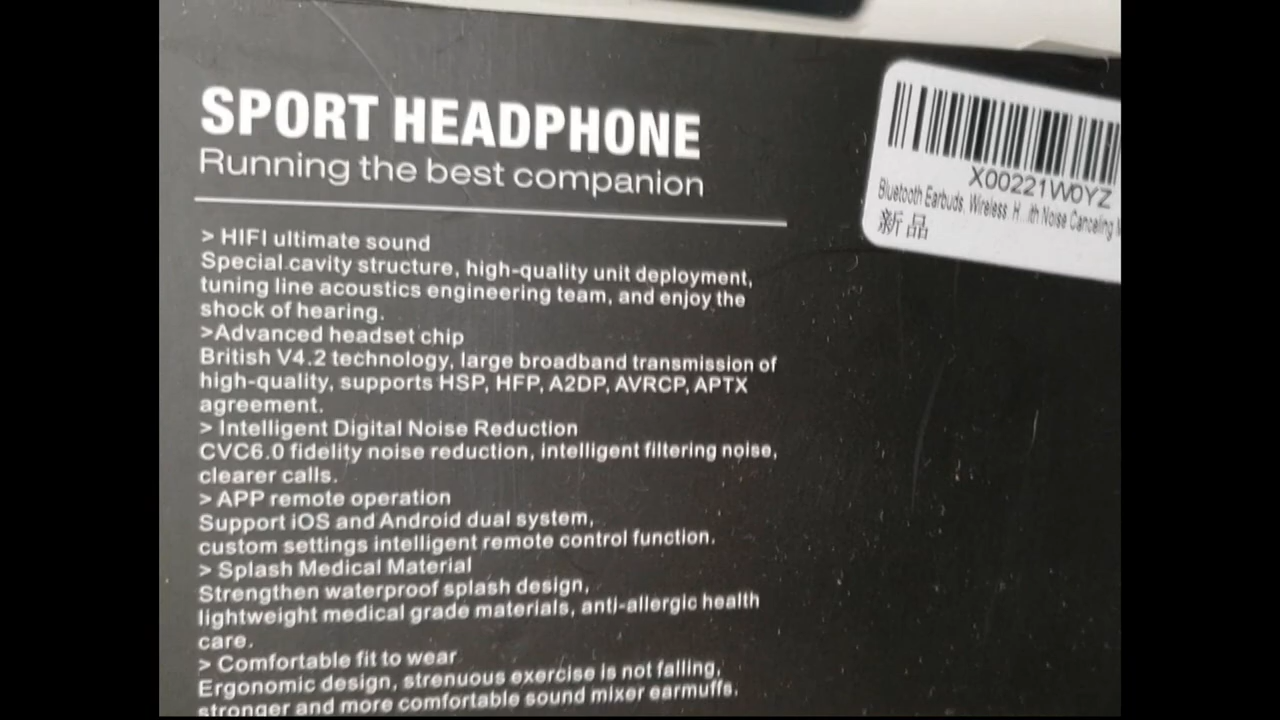 SPORT HEADPHONE
Running the best companion
> HIFI ultimate sound
Special.cavity structure, high-quality unit deployment,
tuning line acoustics engineering team, and enjoy the
shock of hearing.
>Advanced headset chip
British V4.2 technology, large broadband transmission of
high-quality, supports HSP, HFP, A2DP, AVRCP, APTX
agreement.
> Intelligent Digital Noise Reduction
CVC6.0 fidelity noise reduction, intelligent filtering noise,
clearer calls.
> APP remote operation
Support iOS and Android dual system,
custom settings intelligent remote control function.
> Splash Medical Material
Strengthen waterproof splash design,
lightweight medical grade materials, anti-allergic health
care.
> Comfortable fit to wear
Ergonomic design, strenuous exercise is not falling,
stronger and more comfortable sound mixer earmuffs.
X00221W0YZ
Bluetooth Earbuds, Wireless H...ith Noise Canceling
新品